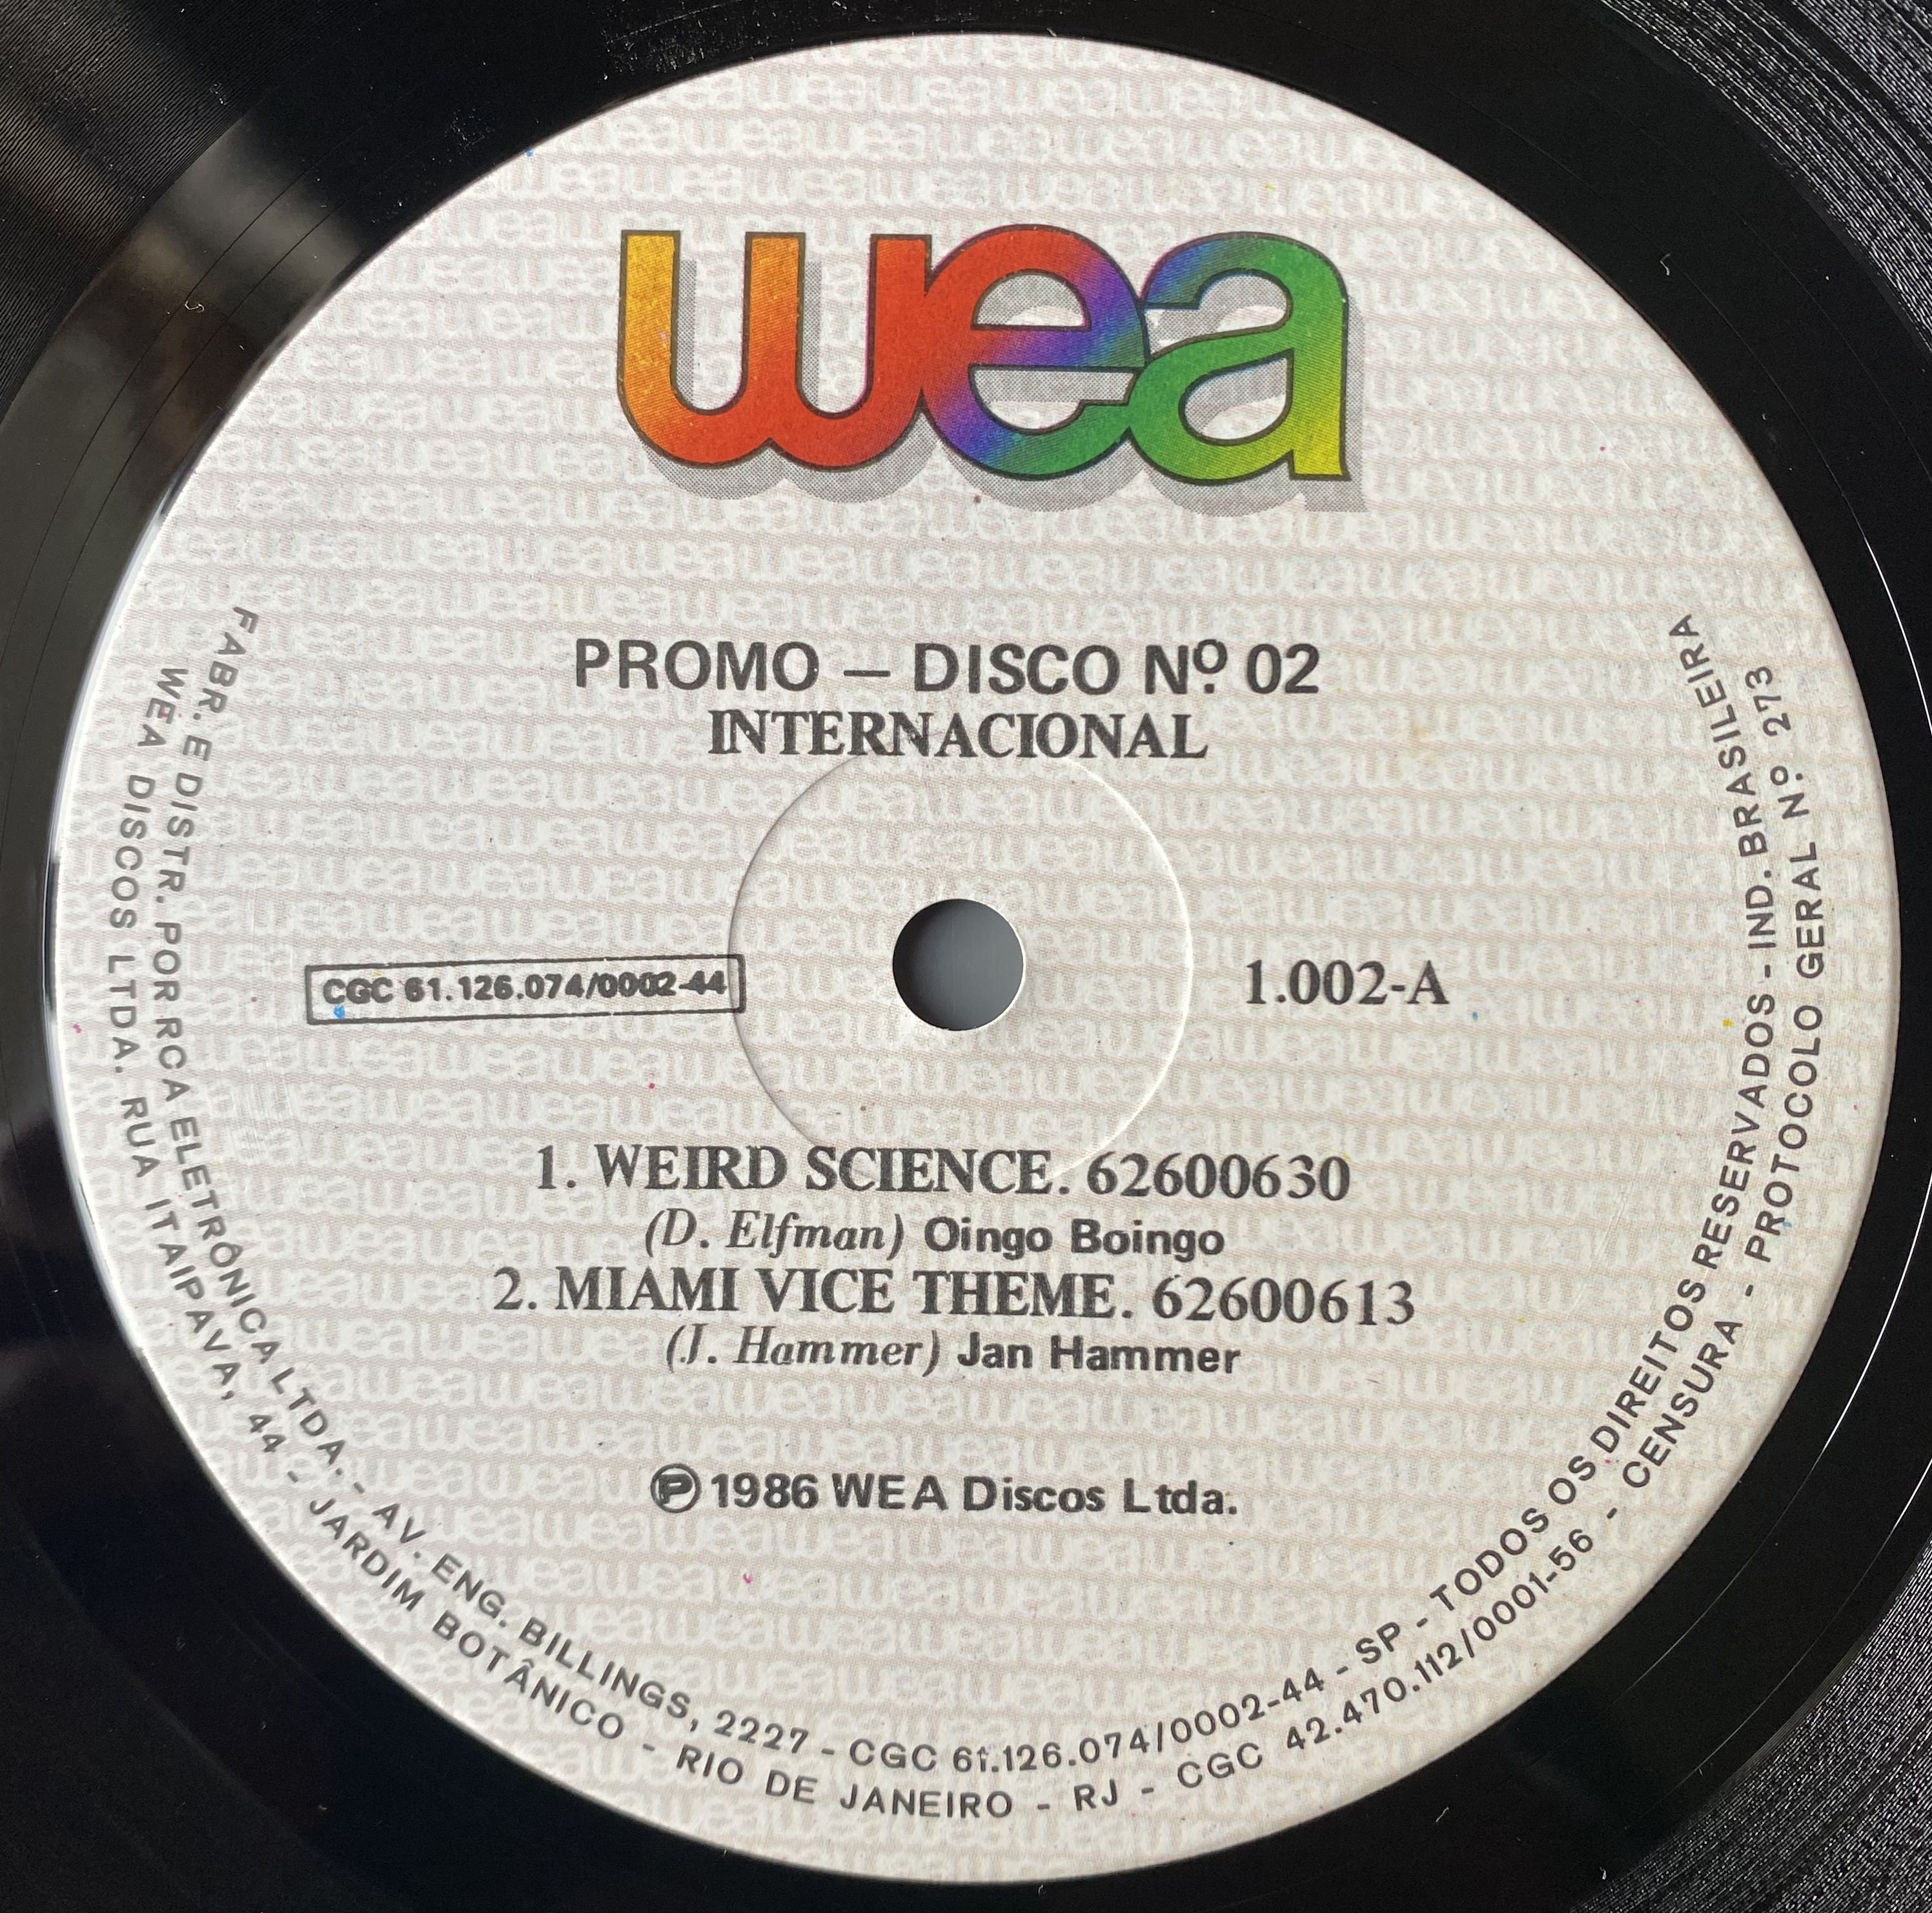 wea
PROMO — DISCO Nº 02
INTERNACIONAL
CGC 61.126.074/0002-44
1.002-A
1. WEIRD SCIENCE. 62600630
(D. Elfman) Oingo Boingo
2. MIAMI VICE THEME. 62600613
(J. Hammer) Jan Hammer
Ⓟ 1986 WEA Discos Ltda.
FABR. E DISTR. POR RCA ELETRÔNICA LTDA. - AV. ENG. BILLINGS, 2227 - CGC 61.126.074/0002-44 - SP - TODOS OS DIREITOS RESERVADOS - IND. BRASILEIRA
WEA DISCOS LTDA. RUA ITAIPAVA, 44 - JARDIM BOTÂNICO - RIO DE JANEIRO - RJ - CGC 42.470.112/0001-56 - CENSURA - PROTOCOLO GERAL Nº 273